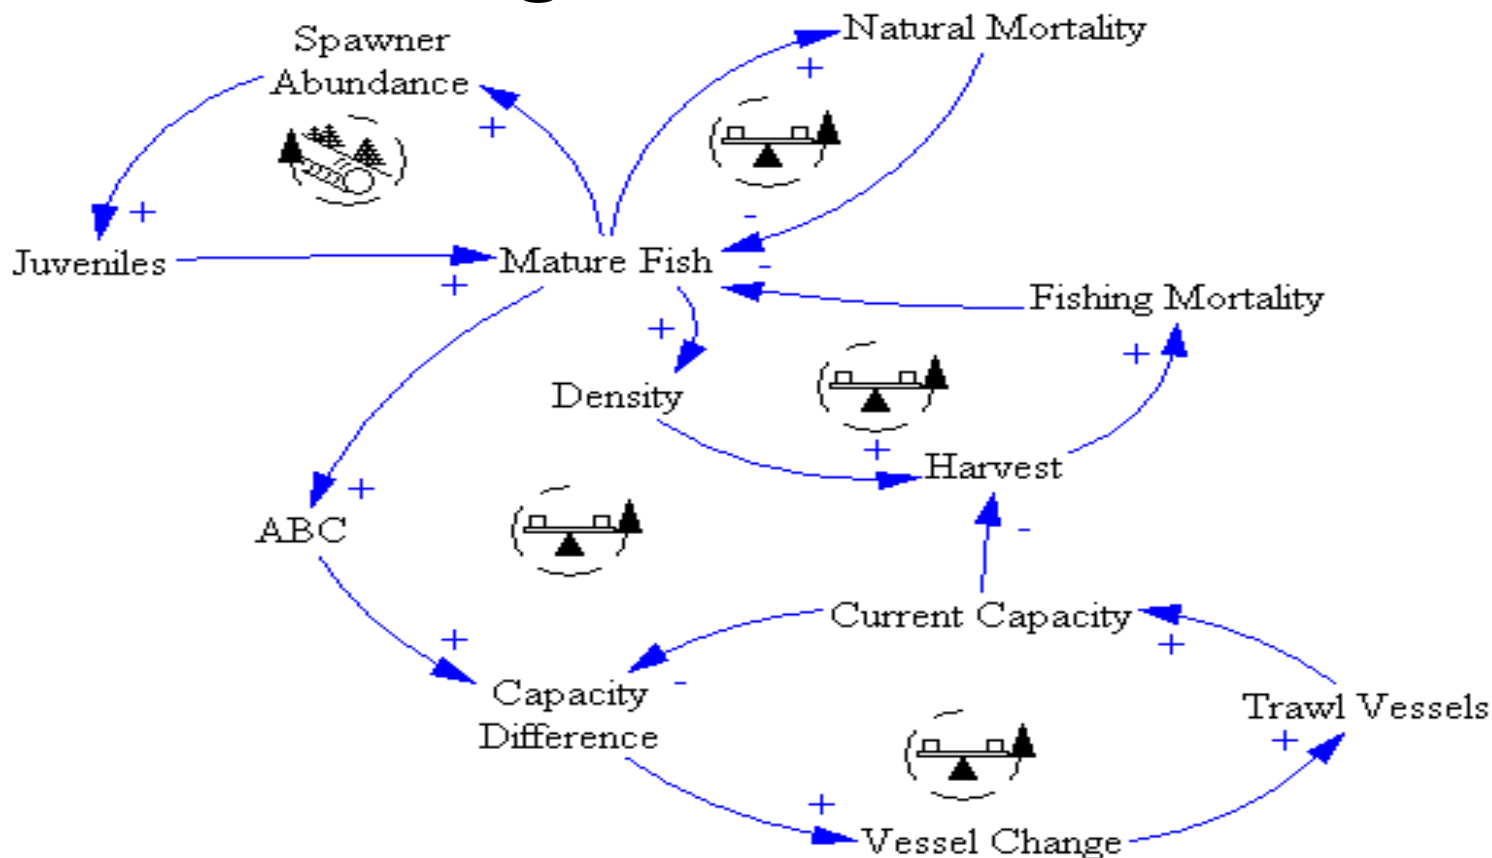 Spawner
Abundance
Natural Mortality
+
+
+
-
Juveniles
Mature Fish
-
+
Fishing Mortality
+
+
Density
+
Harvest
+
ABC
-
Current Capacity
+
+
Capacity
-
Difference
Trawl Vessels
+
+
Vessel Change